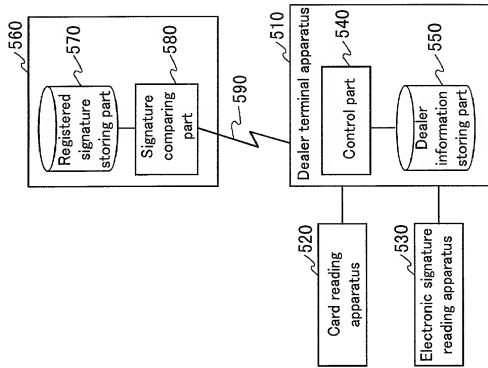 560
570
Registered
signature
storing part
580
Signature
comparing
part
590
510
Dealer terminal apparatus
540
Control part
550
Dealer
information
storing part
520
Card reading
apparatus
530
Electronic signature
reading apparatus